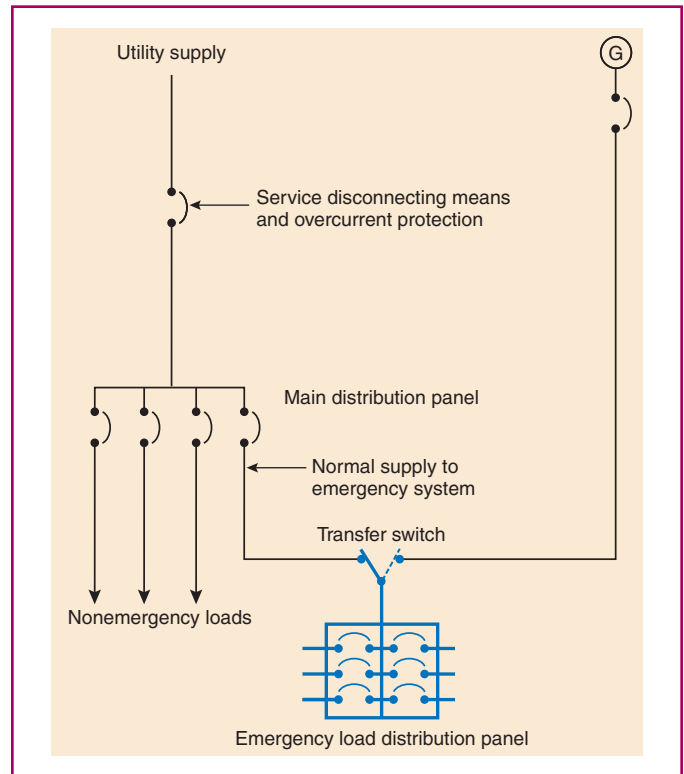 Utility supply
G
Service disconnecting means
and overcurrent protection
Main distribution panel
Normal supply to
emergency system
Transfer switch
Nonemergency loads
Emergency load distribution panel